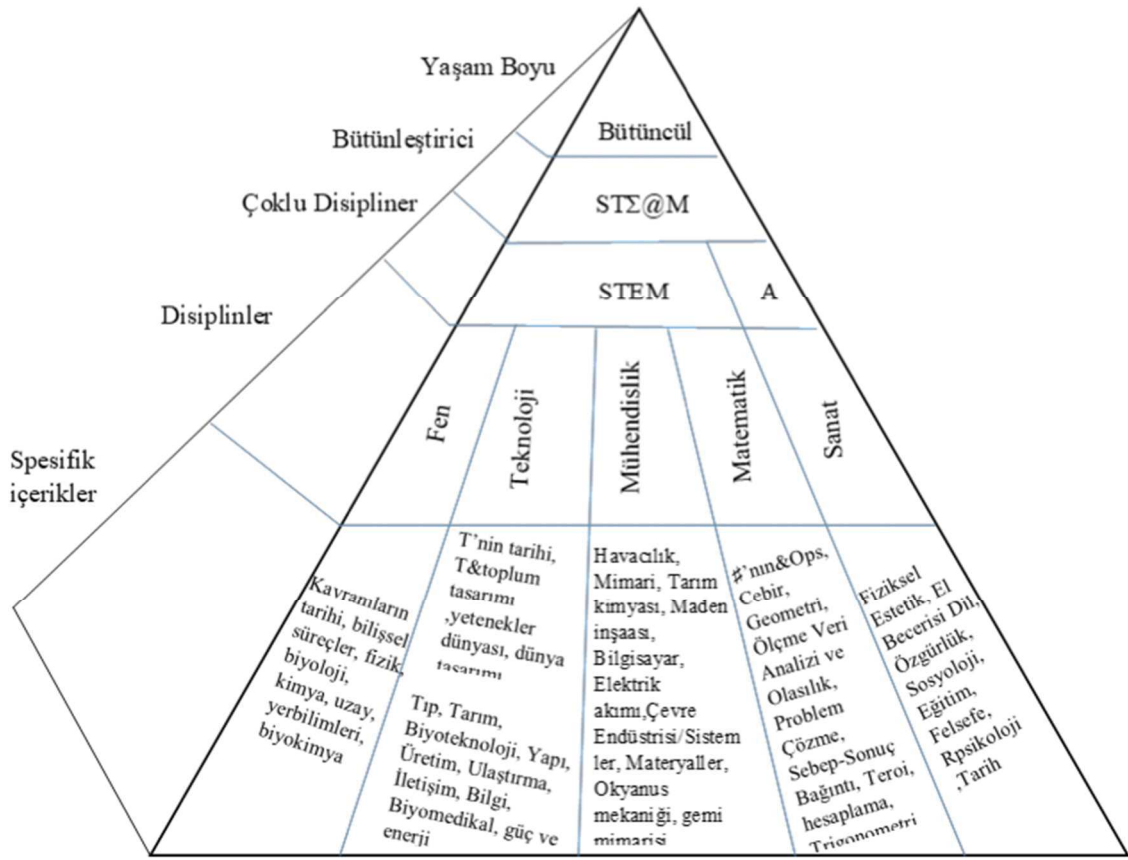 Yaşam Boyu
Bütüncül
Bütünleştirici
STΣ@M
Çoklu Disipliner
STEM
A
Disiplinler
Fen
Teknoloji
Mühendislik
Matematik
Sanat
Spesifik
içerikler
Kavramların
tarihi, bilişsel
süreçler, fizik,
biyoloji,
kimya, uzay,
yerbilimleri,
biyokimya
T’nin tarihi,
T&toplum
tasarımı
,yetenekler
dünyası, dünya
tasarımı
Tıp, Tarım,
Biyoteknoloji, Yapı,
Üretim, Ulaştırma,
İletişim, Bilgi,
Biyomedikal, güç ve
enerji
Havacılık,
Mimari, Tarım
kimyası, Maden
inşaası,
Bilgisayar,
Elektrik
akımı,Çevre
Endüstrisi/Sistem
ler, Materyaller,
Okyanus
mekaniği, gemi
mimarisi
#’nın&Ops,
Cebir,
Geometri,
Ölçme Veri
Analizi ve
Olasılık,
Problem
Çözme,
Sebep-Sonuç
Bağıntı, Teroi,
hesaplama,
Trigonometri
Fiziksel
Estetik, El
Becerisi Dil,
Özgürlük,
Sosyoloji,
Eğitim,
Felsefe,
Rpsikoloji
,Tarih